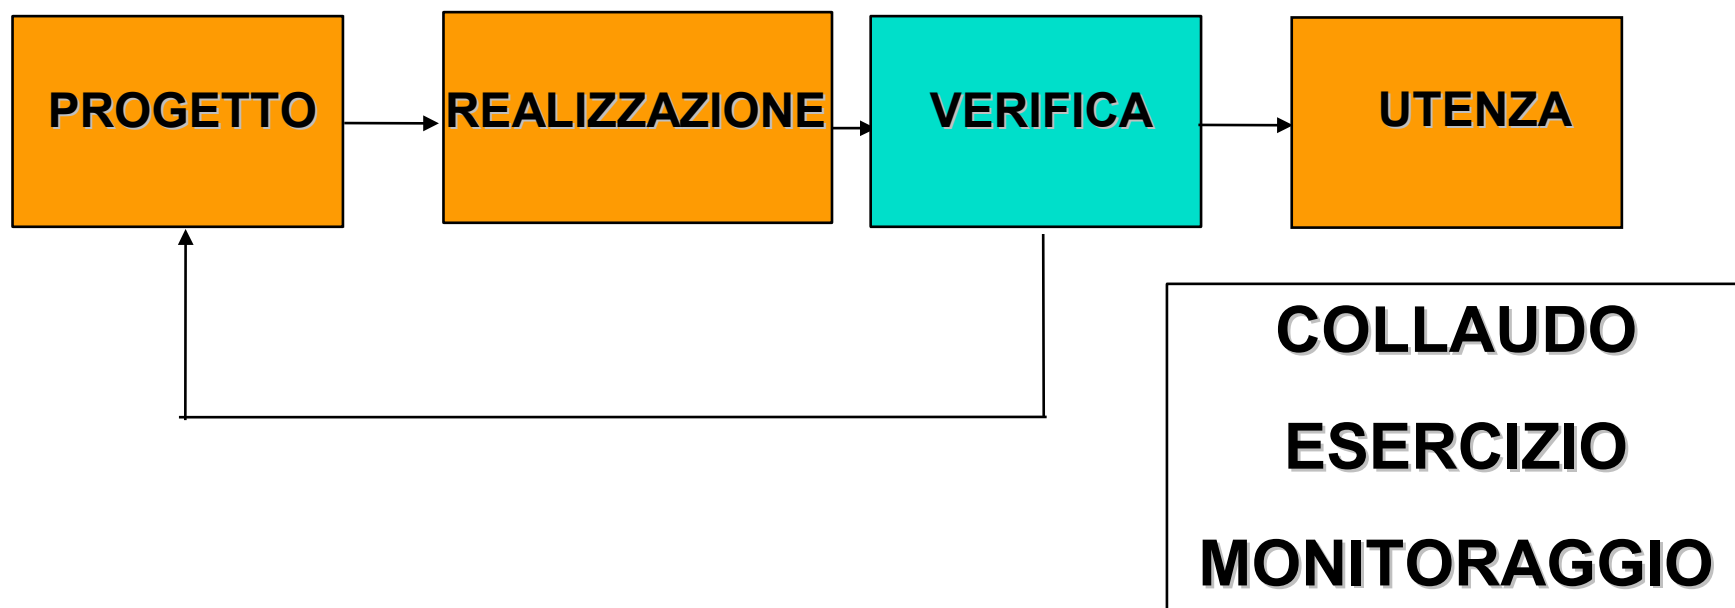 PROGETTO
REALIZZAZIONE
VERIFICA
UTENZA
COLLAUDO
ESERCIZIO
MONITORAGGIO